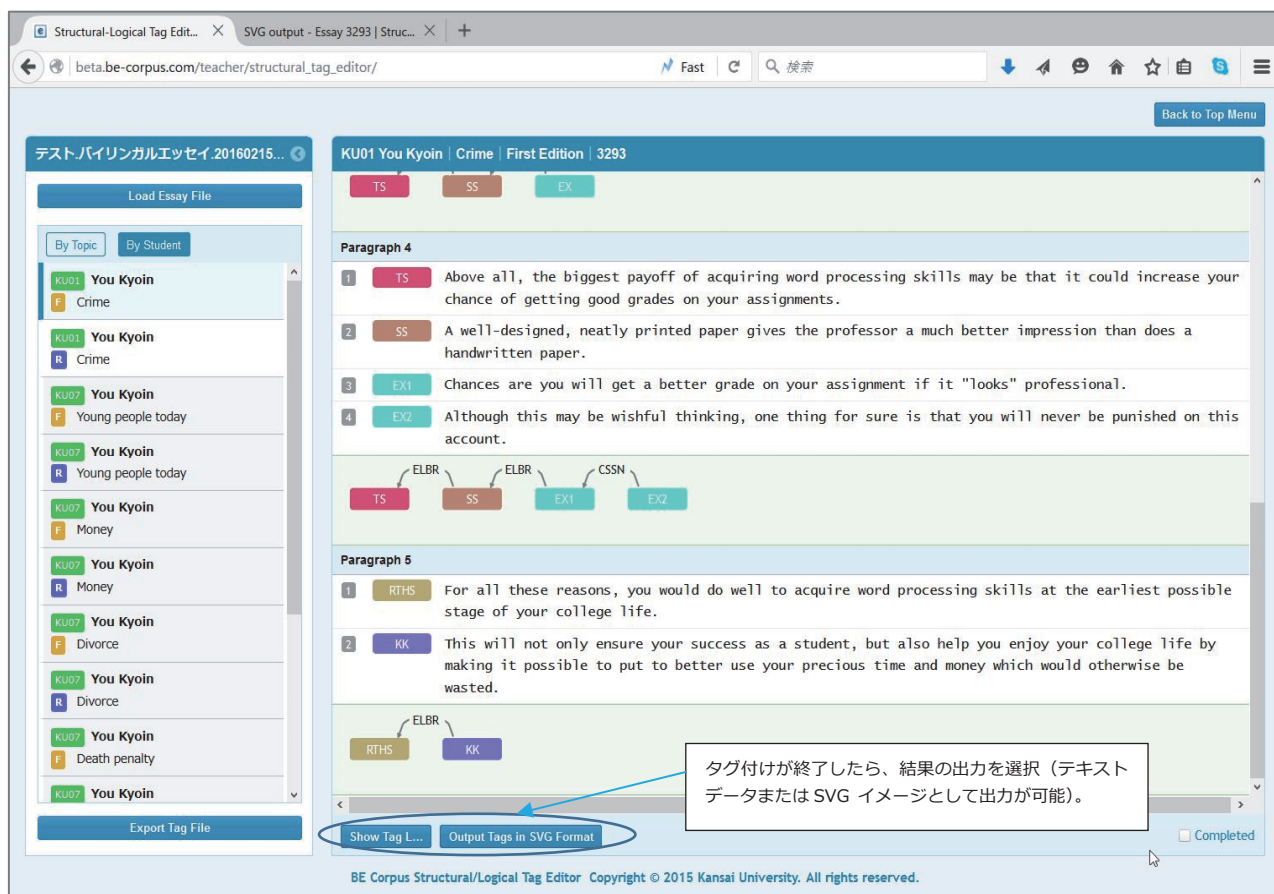 Structural-Logical Tag Edit...
SVG output - Essay 3293 | Struc...
beta.be-corpus.com/teacher/structural_tag_editor/
Fast
検索
Back to Top Menu
テスト.バイリンガルエッセイ.20160215...
Load Essay File
By Topic
By Student
KU01 You Kyoin
F Crime
KU01 You Kyoin
R Crime
KU07 You Kyoin
F Young people today
KU07 You Kyoin
R Young people today
KU07 You Kyoin
F Money
KU07 You Kyoin
R Money
KU07 You Kyoin
F Divorce
KU07 You Kyoin
R Divorce
KU07 You Kyoin
F Death penalty
KU07 You Kyoin
Export Tag File
KU01 You Kyoin | Crime | First Edition | 3293
TS SS EX
Paragraph 4
1 TS Above all, the biggest payoff of acquiring word processing skills may be that it could increase your
chance of getting good grades on your assignments.
2 SS A well-designed, neatly printed paper gives the professor a much better impression than does a
handwritten paper.
3 EX1 Chances are you will get a better grade on your assignment if it "looks" professional.
4 EX2 Although this may be wishful thinking, one thing for sure is that you will never be punished on this
account.
ELBR ELBR CSSN
TS SS EX1 EX2
Paragraph 5
1 RTHS For all these reasons, you would do well to acquire word processing skills at the earliest possible
stage of your college life.
2 KK This will not only ensure your success as a student, but also help you enjoy your college life by
making it possible to put to better use your precious time and money which would otherwise be
wasted.
ELBR
RTHS KK
タグ付けが終了したら、結果の出力を選択（テキスト
データまたは SVG イメージとして出力が可能）。
Show Tag L...
Output Tags in SVG Format
Completed
BE Corpus Structural/Logical Tag Editor Copyright © 2015 Kansai University. All rights reserved.